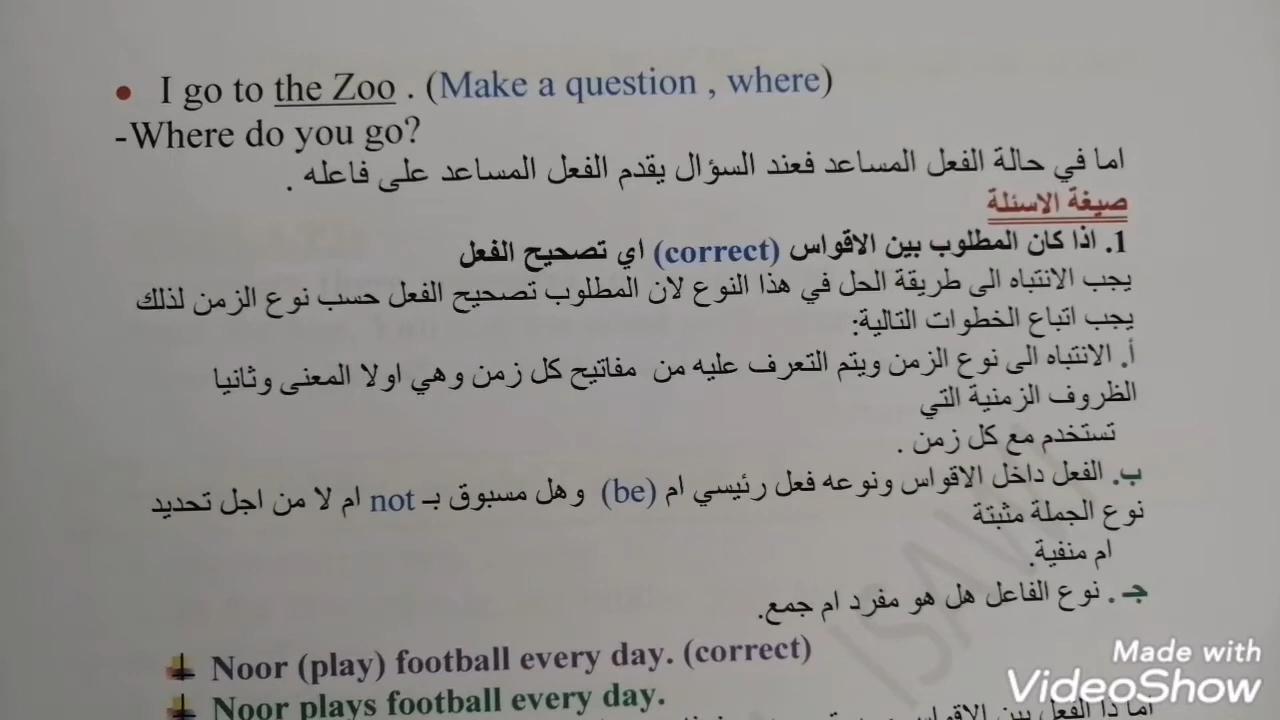 • I go to the Zoo . (Make a question , where)
-Where do you go?
اما في حالة الفعل المساعد فعند السؤال يقدم الفعل المساعد على فاعله .
صيغة الاسئلة
1. اذا كان المطلوب بين الاقواس (correct) اي تصحيح الفعل
يجب الانتباه الى طريقة الحل في هذا النوع لان المطلوب تصحيح الفعل حسب نوع الزمن لذلك
يجب اتباع الخطوات التالية:
أ. الانتباه الى نوع الزمن ويتم التعرف عليه من مفاتيح كل زمن وهي اولا المعنى وثانيا
الظروف الزمنية التي
تستخدم مع كل زمن .
ب. الفعل داخل الاقواس ونوعه فعل رئيسي ام (be) وهل مسبوق بـ not ام لا من اجل تحديد
نوع الجملة مثبتة
ام منفية.
جـ . نوع الفاعل هل هو مفرد ام جمع.
Noor (play) football every day. (correct)
Noor plays football every day.
الفعل بين
Made with
VideoShow